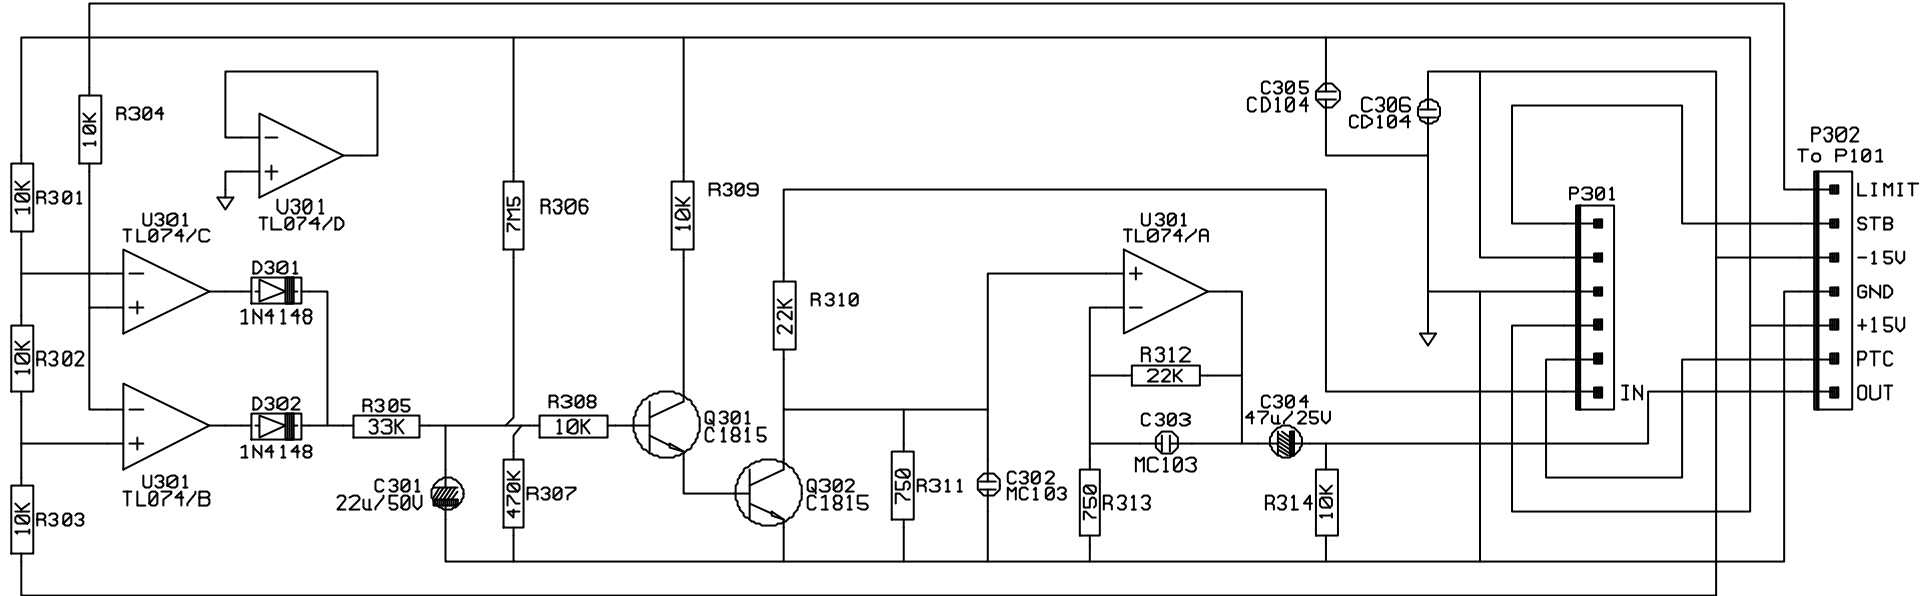 R304
10K
R301
10K
U301
TL074/D
U301
TL074/C
D301
1N4148
R302
10K
D302
1N4148
U301
TL074/B
R303
10K
R305
33K
C301
22u/50V
R306
7M5
R307
470K
R308
10K
R309
10K
Q301
C1815
Q302
C1815
R310
22K
R311
750
C302
MC103
U301
TL074/A
R312
22K
C303
MC103
R313
750
C304
47u/25V
R314
10K
C305
CD104
C306
CD104
P301
IN
P302
To P101
LIMIT
STB
-15V
GND
+15V
PTC
OUT